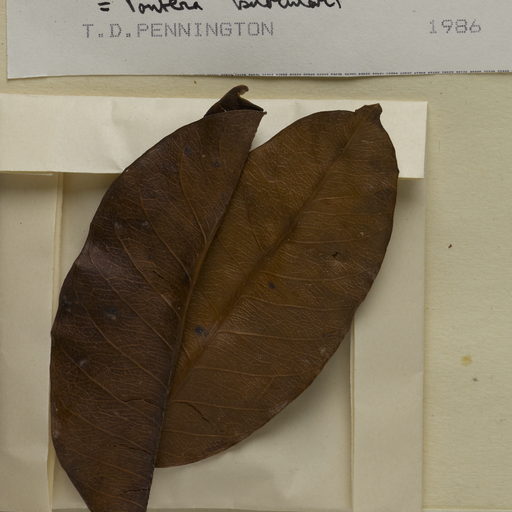 = Pouteria
T.D.PENNINGTON 1986